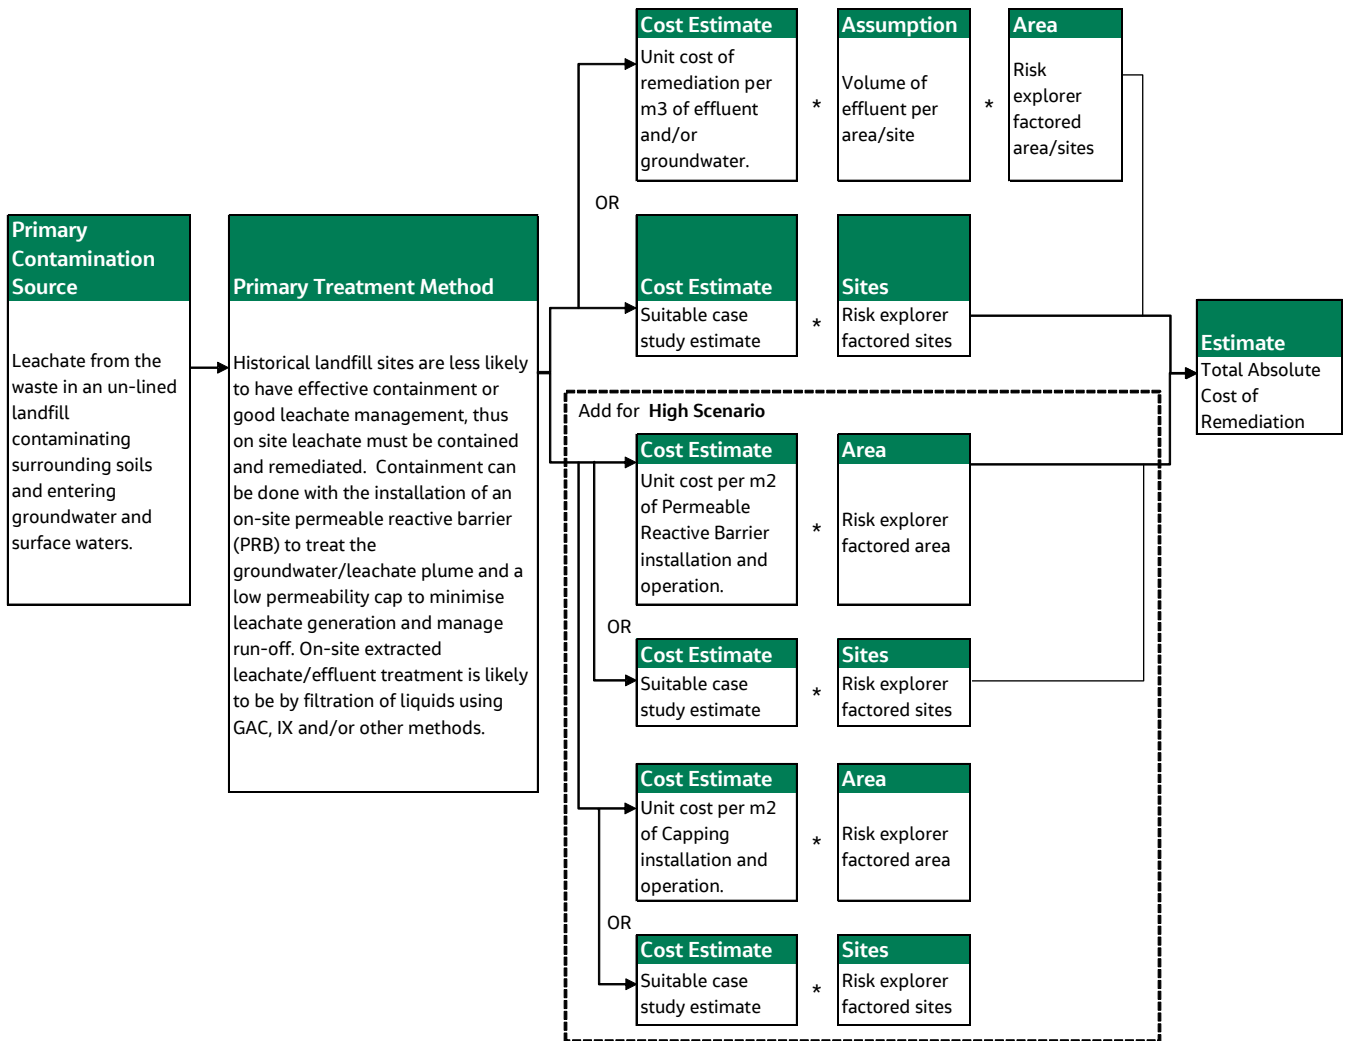 Primary
Contamination
Source
Leachate from the
waste in an un-lined
landfill
contaminating
surrounding soils
and entering
groundwater and
surface waters.
Primary Treatment Method
Historical landfill sites are less likely
to have effective containment or
good leachate management, thus
on site leachate must be contained
and remediated.  Containment can
be done with the installation of an
on-site permeable reactive barrier
(PRB) to treat the
groundwater/leachate plume and a
low permeability cap to minimise
leachate generation and manage
run-off. On-site extracted
leachate/effluent treatment is likely
to be by filtration of liquids using
GAC, IX and/or other methods.
Cost Estimate
Unit cost of
remediation per
m3 of effluent
and/or
groundwater.
*
Assumption
Volume of
effluent per
area/site
*
Area
Risk
explorer
factored
area/sites
OR
Cost Estimate
Suitable case
study estimate
*
Sites
Risk explorer
factored sites
Add for High Scenario
Cost Estimate
Unit cost per m2
of Permeable
Reactive Barrier
installation and
operation.
*
Area
Risk explorer
factored area
OR
Cost Estimate
Suitable case
study estimate
*
Sites
Risk explorer
factored sites
Cost Estimate
Unit cost per m2
of Capping
installation and
operation.
*
Area
Risk explorer
factored area
OR
Cost Estimate
Suitable case
study estimate
*
Sites
Risk explorer
factored sites
Estimate
Total Absolute
Cost of
Remediation